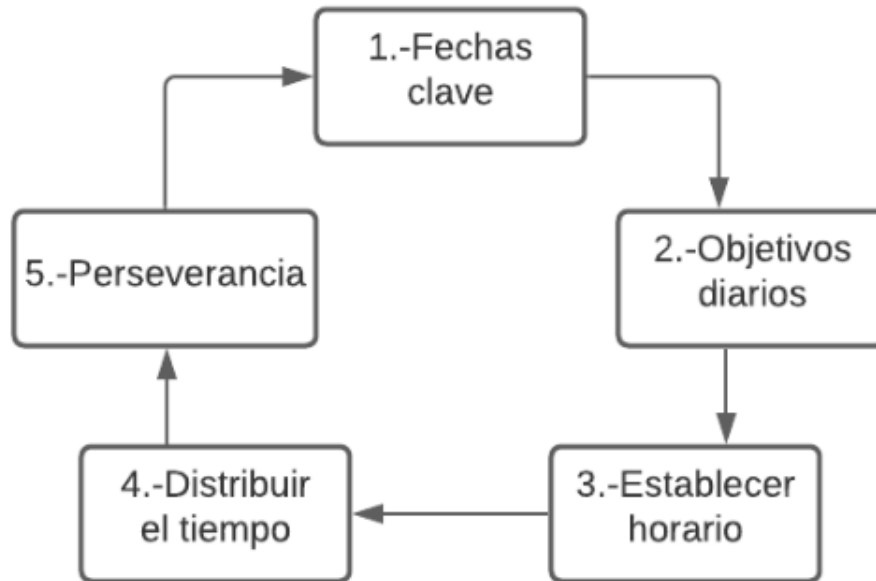 1.-Fechas
clave
2.-Objetivos
diarios
3.-Establecer
horario
4.-Distribuir
el tiempo
5.-Perseverancia